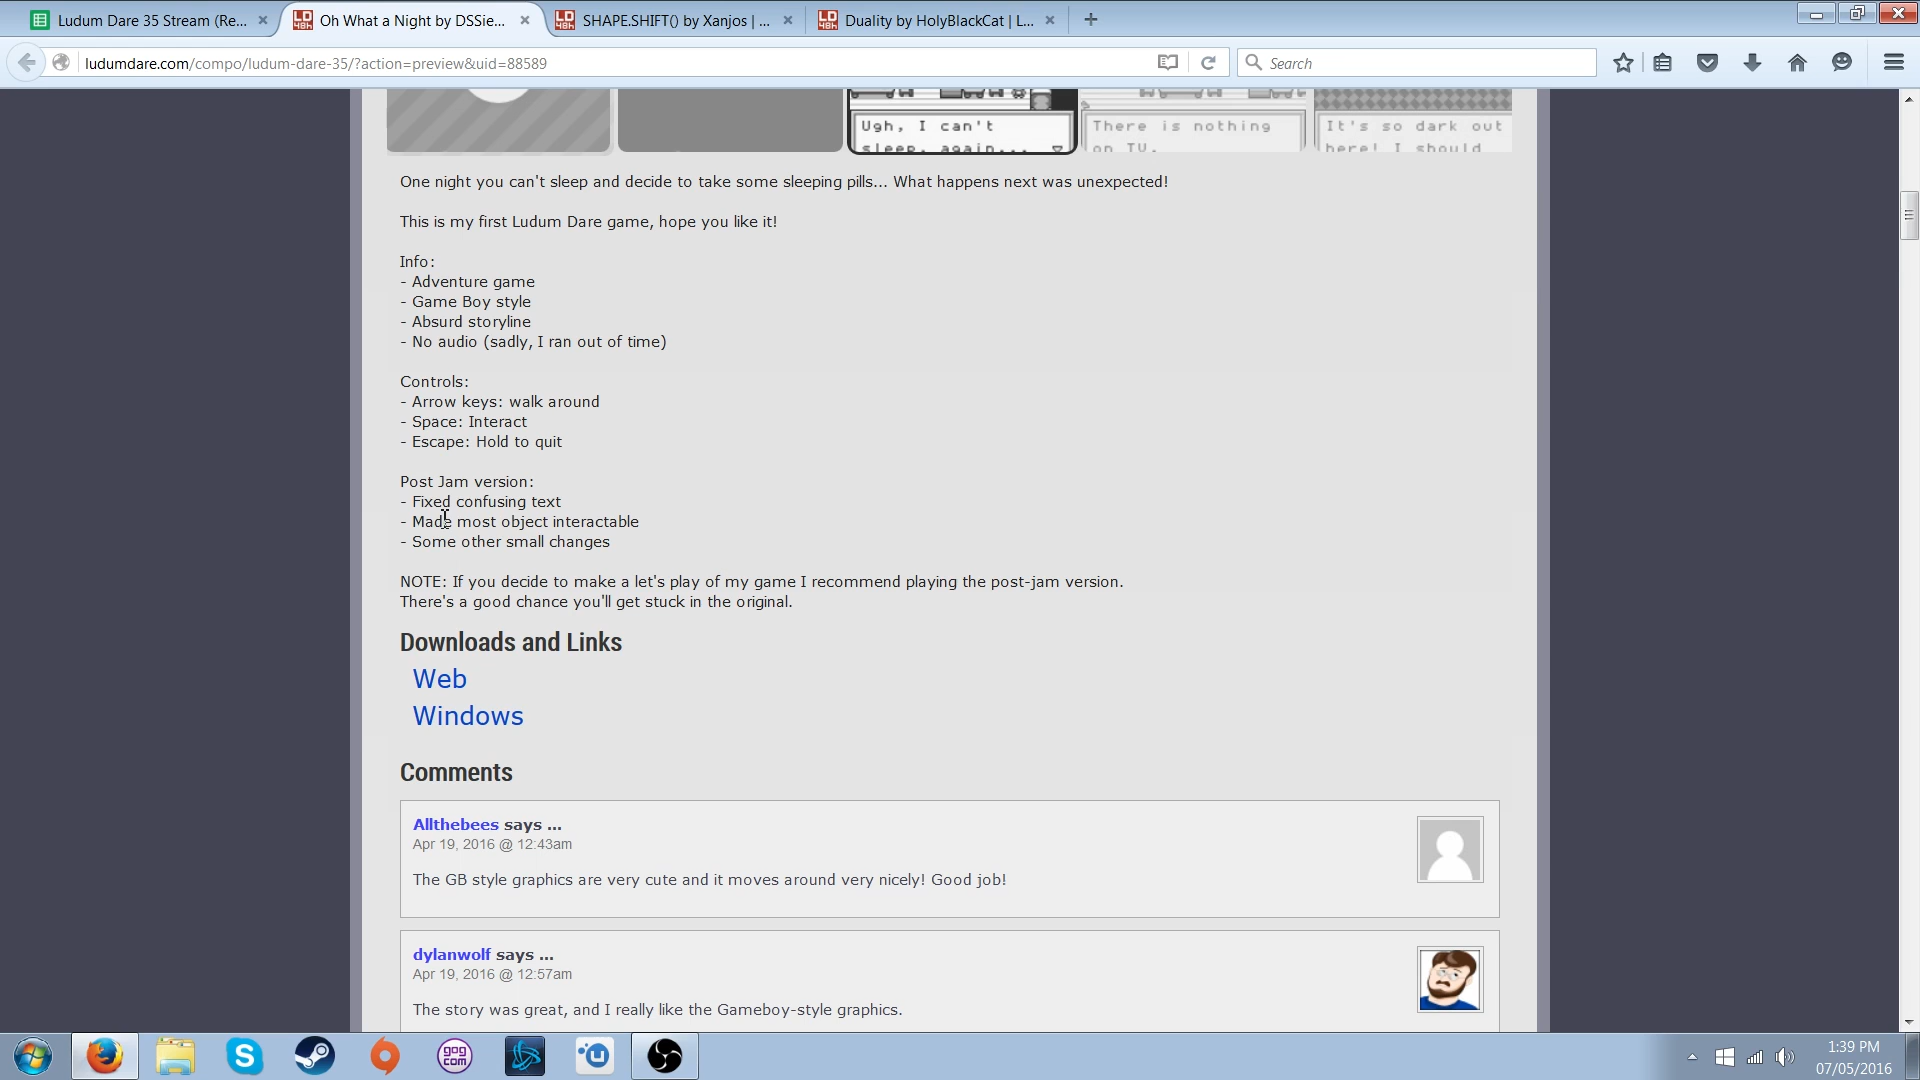 Ludum Dare 35 Stream (Re...
Oh What a Night by DSSie...
SHAPE.SHIFT() by Xanjos | ...
Duality by HolyBlackCat | L...
ludumdare.com/compo/ludum-dare-35/?action=preview&uid=88589
Search
Ugh, I can't
sleep, again...
There is nothing
on TV.
It's so dark out
here! I should
One night you can't sleep and decide to take some sleeping pills... What happens next was unexpected!
This is my first Ludum Dare game, hope you like it!
Info:
- Adventure game
- Game Boy style
- Absurd storyline
- No audio (sadly, I ran out of time)
Controls:
- Arrow keys: walk around
- Space: Interact
- Escape: Hold to quit
Post Jam version:
- Fixed confusing text
- Made most object interactable
- Some other small changes
NOTE: If you decide to make a let's play of my game I recommend playing the post-jam version.
There's a good chance you'll get stuck in the original.
Downloads and Links
Web
Windows
Comments
Allthebees says ...
Apr 19, 2016 @ 12:43am
The GB style graphics are very cute and it moves around very nicely! Good job!
dylanwolf says ...
Apr 19, 2016 @ 12:57am
The story was great, and I really like the Gameboy-style graphics.
gog
com
1:39 PM
07/05/2016